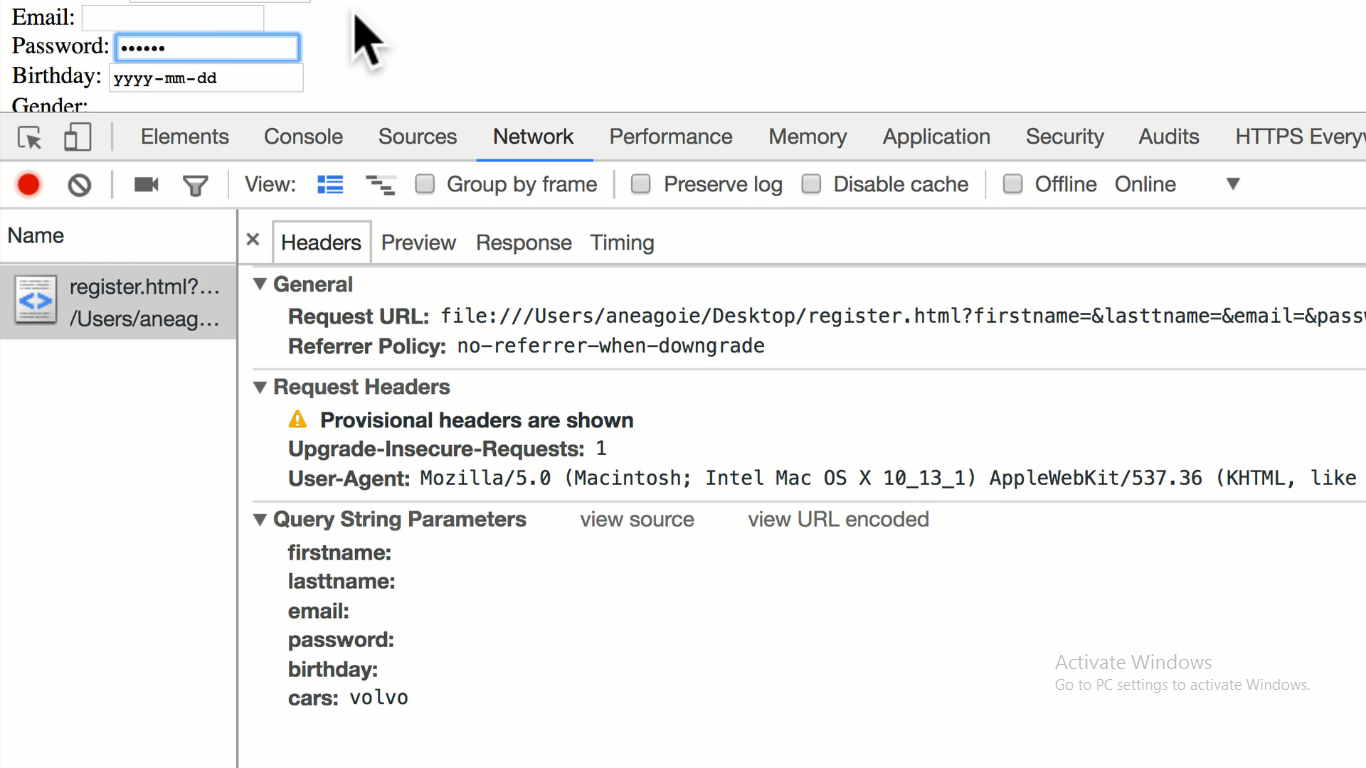 Email:
Password: ••••••
Birthday: yyyy-mm-dd
Gender:
Elements Console Sources Network Performance Memory Application Security Audits HTTPS Everyw
View: Group by frame Preserve log Disable cache Offline Online
Name
× Headers Preview Response Timing
register.html?...
/Users/aneag...
General
Request URL: file:///Users/aneagoie/Desktop/register.html?firstname=&lasttname=&email=&passw
Referrer Policy: no-referrer-when-downgrade
Request Headers
Provisional headers are shown
Upgrade-Insecure-Requests: 1
User-Agent: Mozilla/5.0 (Macintosh; Intel Mac OS X 10_13_1) AppleWebKit/537.36 (KHTML, like
Query String Parameters view source view URL encoded
firstname:
lasttname:
email:
password:
birthday:
cars: volvo
Activate Windows
Go to PC settings to activate Windows.